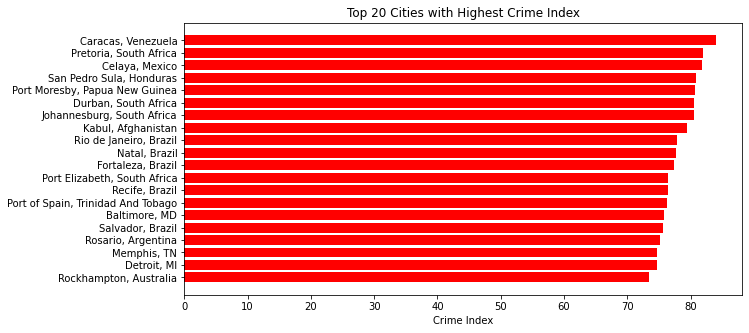 Top 20 Cities with Highest Crime Index
Caracas, Venezuela
Pretoria, South Africa
Celaya, Mexico
San Pedro Sula, Honduras
Port Moresby, Papua New Guinea
Durban, South Africa
Johannesburg, South Africa
Kabul, Afghanistan
Rio de Janeiro, Brazil
Natal, Brazil
Fortaleza, Brazil
Port Elizabeth, South Africa
Recife, Brazil
Port of Spain, Trinidad And Tobago
Baltimore, MD
Salvador, Brazil
Rosario, Argentina
Memphis, TN
Detroit, MI
Rockhampton, Australia
0 10 20 30 40 50 60 70 80
Crime Index